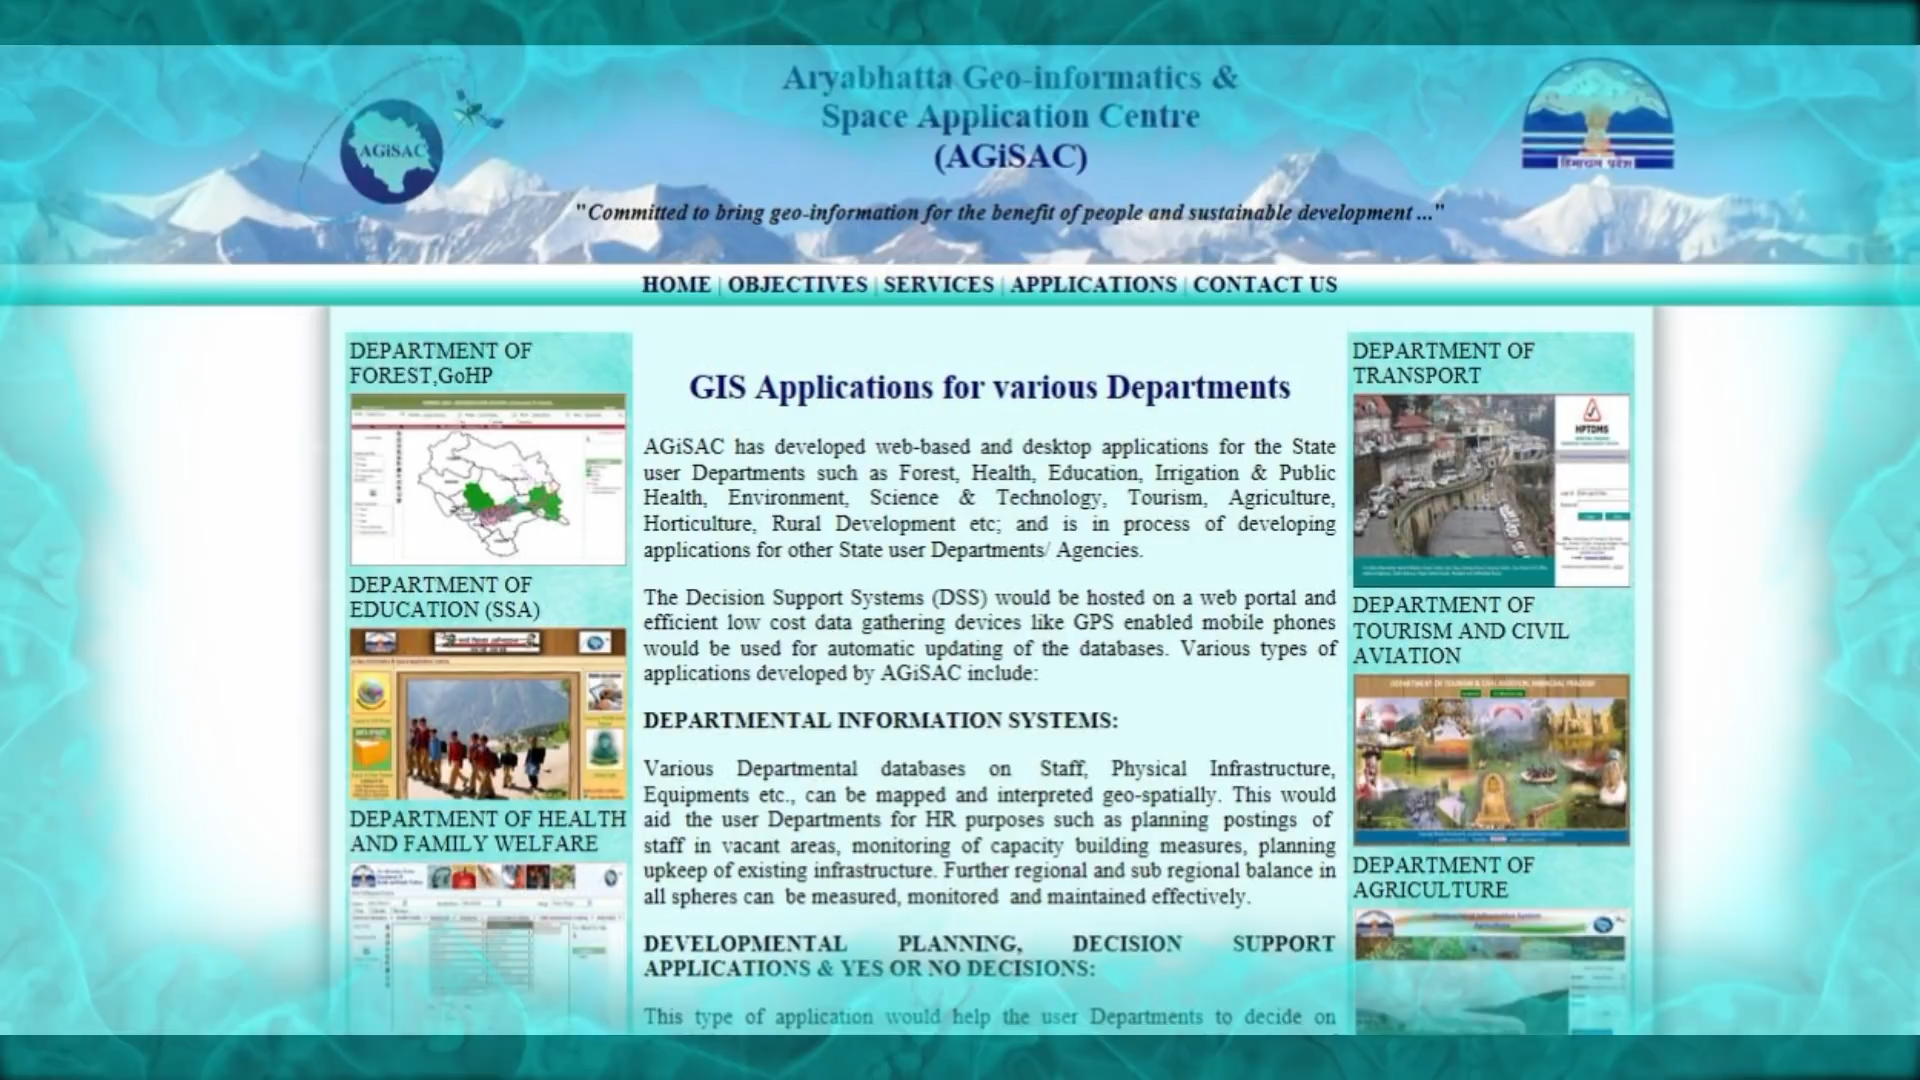 Aryabhatta Geo-informatics &
Space Application Centre
(AGiSAC)
AGiSAC
हिमाचल प्रदेश
"Committed to bring geo-information for the benefit of people and sustainable development ..."
HOME | OBJECTIVES | SERVICES | APPLICATIONS | CONTACT US
DEPARTMENT OF
FOREST,GoHP
DEPARTMENT OF
EDUCATION (SSA)
DEPARTMENT OF HEALTH
AND FAMILY WELFARE
GIS Applications for various Departments
AGiSAC has developed web-based and desktop applications for the State
user Departments such as Forest, Health, Education, Irrigation & Public
Health, Environment, Science & Technology, Tourism, Agriculture,
Horticulture, Rural Development etc; and is in process of developing
applications for other State user Departments/ Agencies.
The Decision Support Systems (DSS) would be hosted on a web portal and
efficient low cost data gathering devices like GPS enabled mobile phones
would be used for automatic updating of the databases. Various types of
applications developed by AGiSAC include:
DEPARTMENTAL INFORMATION SYSTEMS:
Various Departmental databases on Staff, Physical Infrastructure,
Equipments etc., can be mapped and interpreted geo-spatially. This would
aid the user Departments for HR purposes such as planning postings of
staff in vacant areas, monitoring of capacity building measures, planning
upkeep of existing infrastructure. Further regional and sub regional balance in
all spheres can be measured, monitored and maintained effectively.
DEVELOPMENTAL PLANNING, DECISION SUPPORT
APPLICATIONS & YES OR NO DECISIONS:
This type of application would help the user Departments to decide on
DEPARTMENT OF
TRANSPORT
HPTDMS
DEPARTMENT OF
TOURISM AND CIVIL
AVIATION
DEPARTMENT OF TOURISM & CIVIL AVIATION, HIMACHAL PRADESH
DEPARTMENT OF
AGRICULTURE